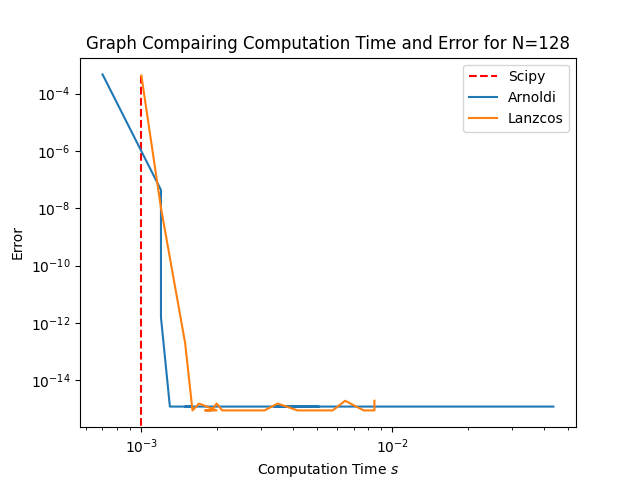 Graph Compairing Computation Time and Error for N=128
Scipy
Arnoldi
Lanzcos
Error
10⁻⁴
10⁻⁶
10⁻⁸
10⁻¹⁰
10⁻¹²
10⁻¹⁴
10⁻³
10⁻²
Computation Time s